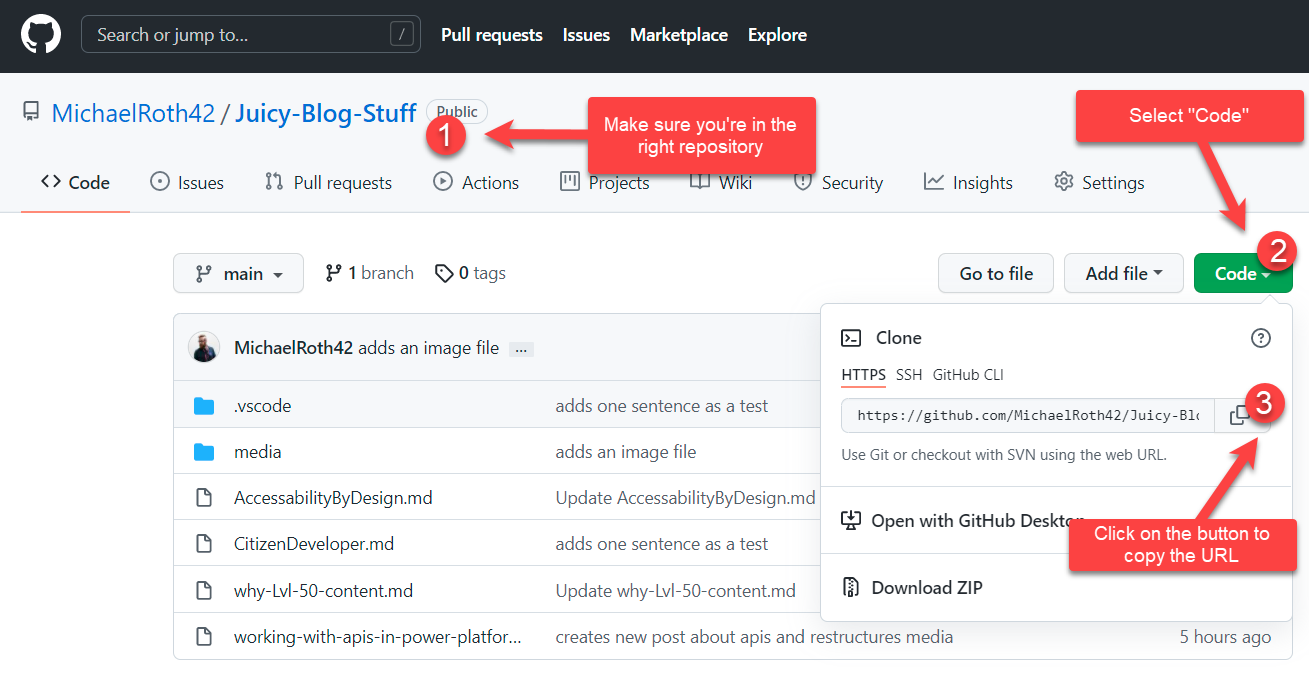 Search or jump to... /
Pull requests Issues Marketplace Explore
MichaelRoth42 / Juicy-Blog-Stuff Public
1
Make sure you're in the
right repository
Select "Code"
Code Issues Pull requests Actions Projects Wiki Security Insights Settings
main 1 branch 0 tags Go to file Add file Code
2
MichaelRoth42 adds an image file ...
Clone
HTTPS SSH GitHub CLI
.vscode adds one sentence as a test
https://github.com/MichaelRoth42/Juicy-Blo
3
media adds an image file
Use Git or checkout with SVN using the web URL.
AccessabilityByDesign.md Update AccessabilityByDesign.md
Open with GitHub Desktop
Click on the button to
copy the URL
CitizenDeveloper.md adds one sentence as a test
why-Lvl-50-content.md Update why-Lvl-50-content.md
Download ZIP
working-with-apis-in-power-platfor... creates new post about apis and restructures media 5 hours ago